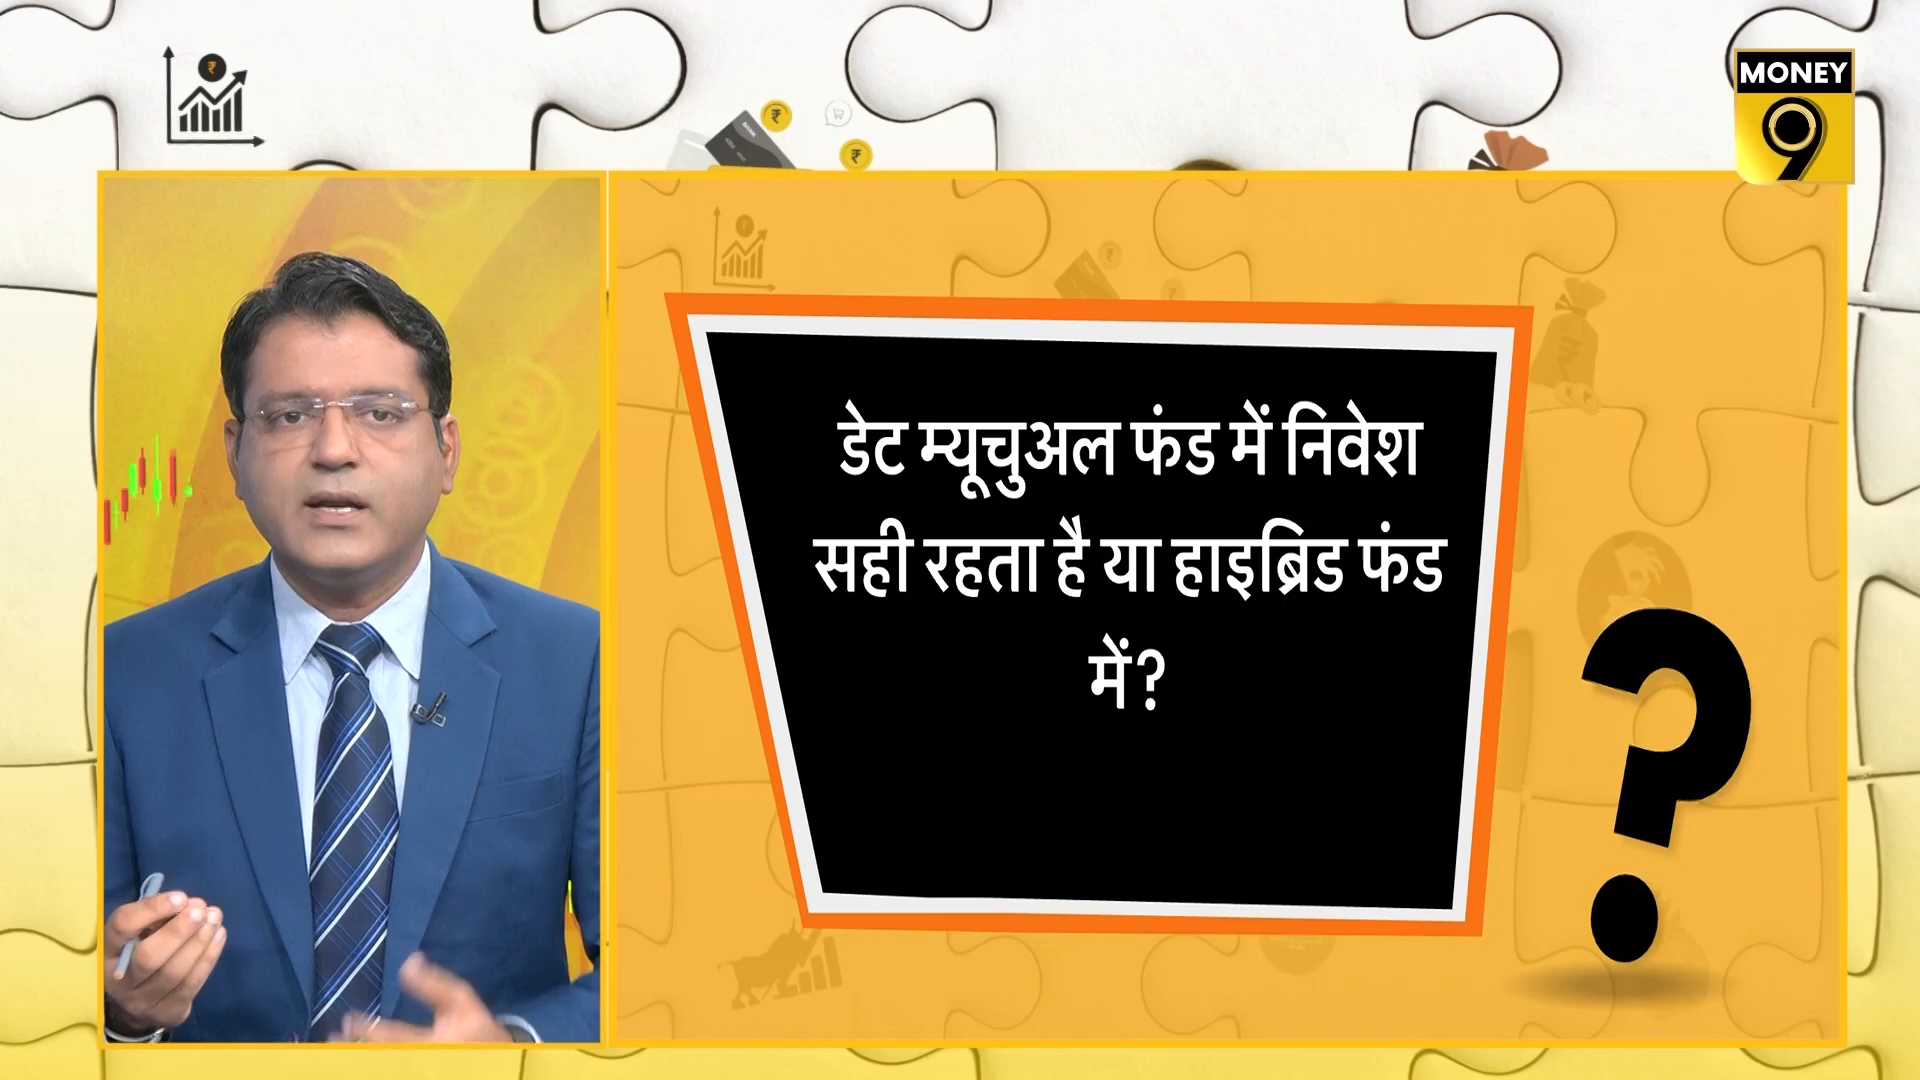 MONEY
9
डेट म्यूचुअल फंड में निवेश
सही रहता है या हाइब्रिड फंड
में?